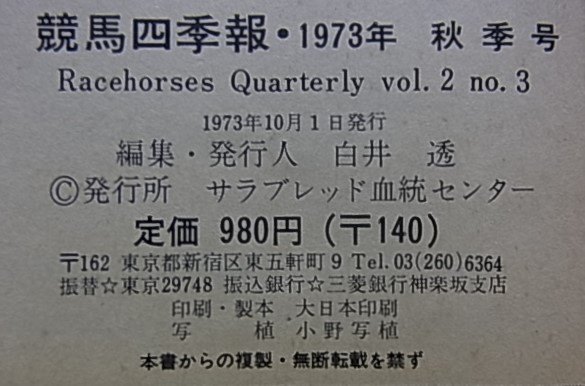 競馬四季報・1973年 秋季号
Racehorses Quarterly vol. 2 no. 3
1973年10月1日発行
編集・発行人 白井 透
©発行所 サラブレッド血統センター
定価 980円(〒140)
〒162 東京都新宿区東五軒町9 Tel. 03(260)6364
振替☆東京29748 振込銀行☆三菱銀行神楽坂支店
印刷・製本 大日本印刷
写植 小野写植
本書からの複製・無断転載を禁ず